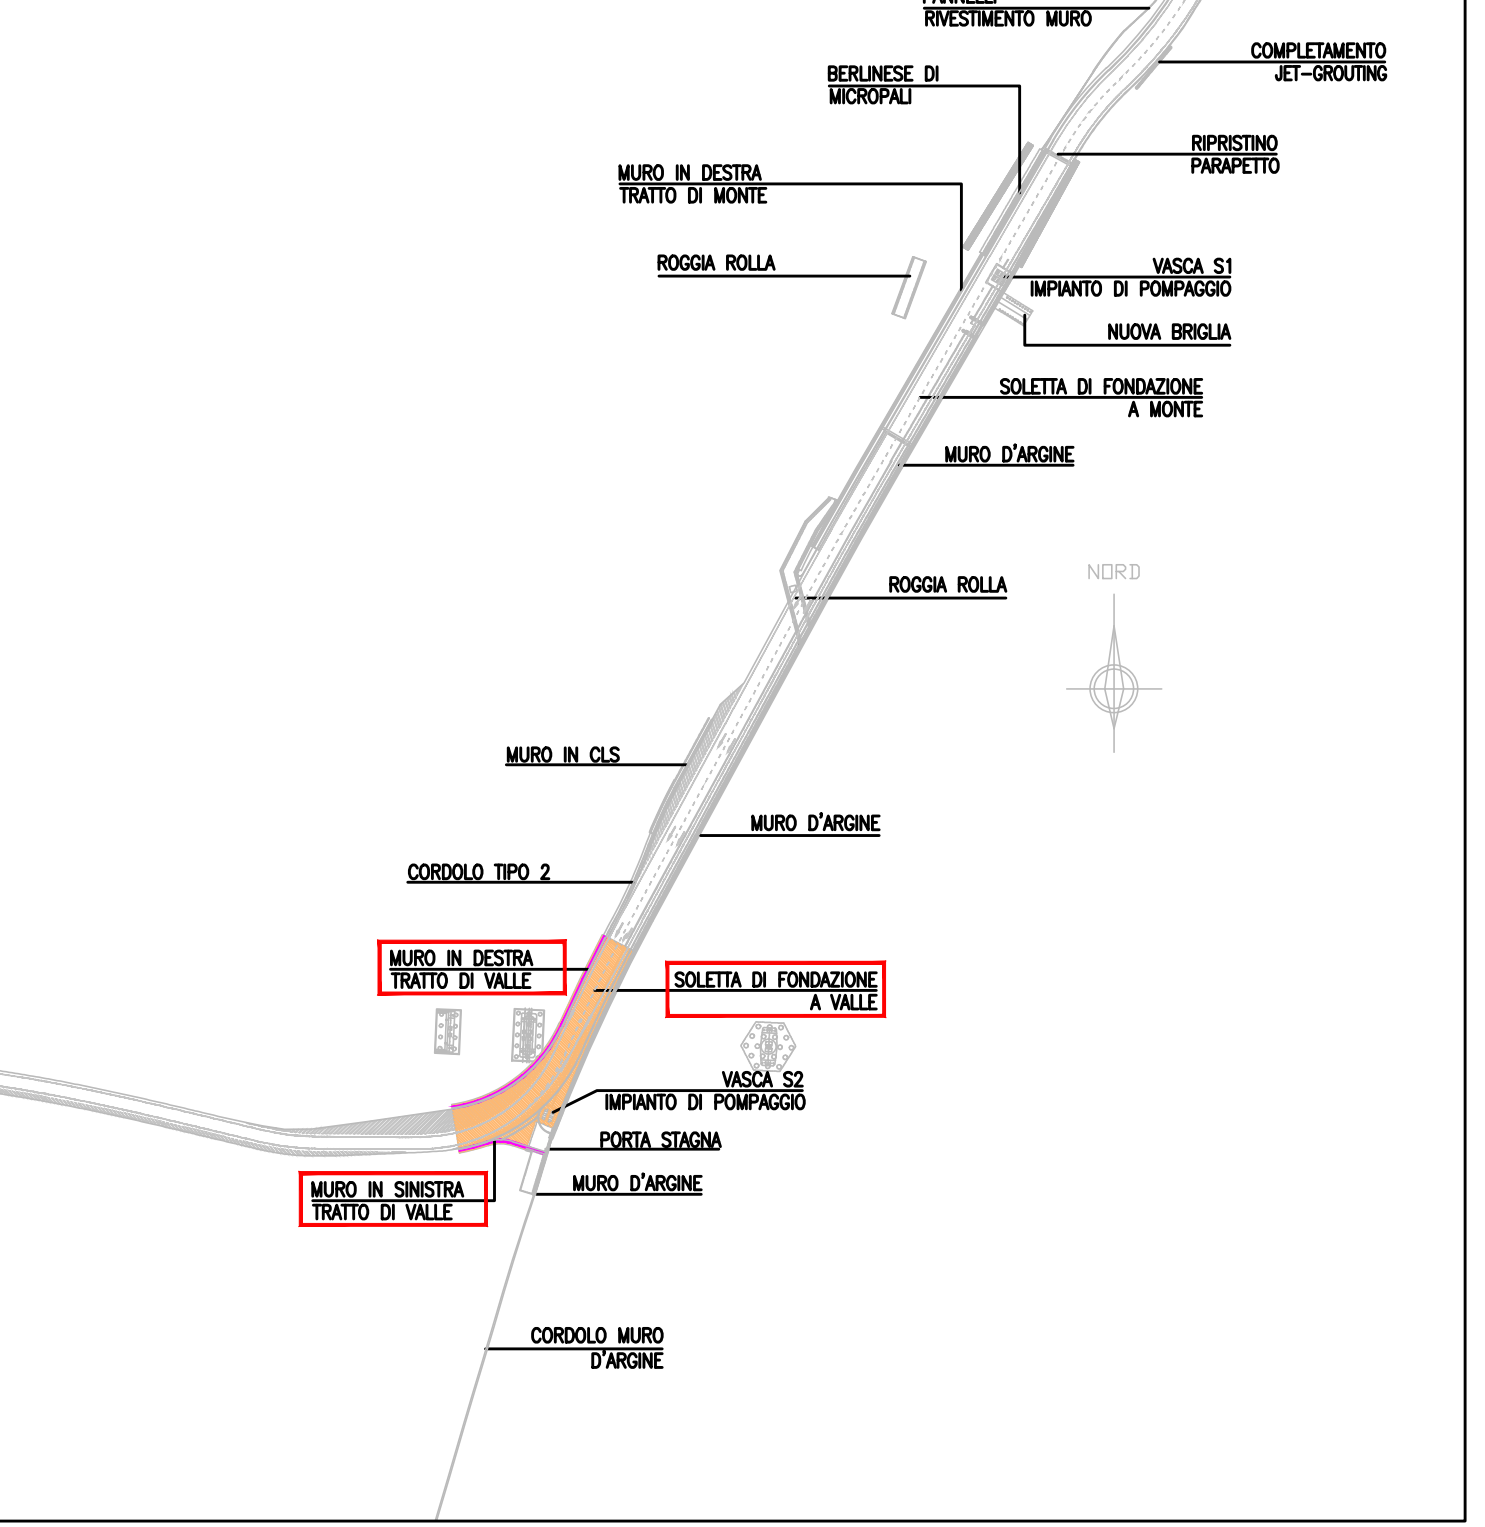 RIVESTIMENTO MURO
COMPLETAMENTO
JET-GROUTING
BERLINESE DI
MICROPALI
RIPRISTINO
PARAPETTO
MURO IN DESTRA
TRATTO DI MONTE
ROGGIA ROLLA
VASCA S1
IMPIANTO DI POMPAGGIO
NUOVA BRIGLIA
SOLETTA DI FONDAZIONE
A MONTE
MURO D'ARGINE
NORD
ROGGIA ROLLA
MURO IN CLS
MURO D'ARGINE
CORDOLO TIPO 2
MURO IN DESTRA
TRATTO DI VALLE
SOLETTA DI FONDAZIONE
A VALLE
VASCA S2
IMPIANTO DI POMPAGGIO
PORTA STAGNA
MURO D'ARGINE
MURO IN SINISTRA
TRATTO DI VALLE
CORDOLO MURO
D'ARGINE